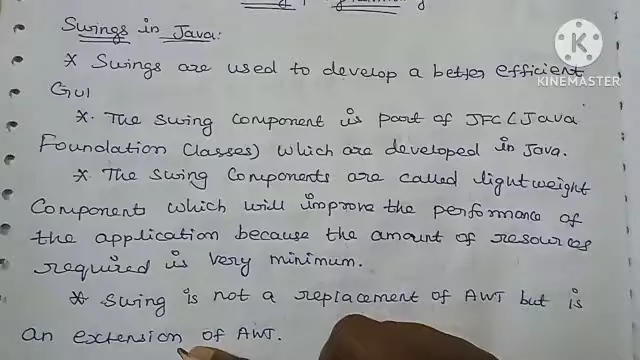 Swings in Java:
* Swings are used to develop a better efficient
GUI
*. The swing component is part of JFC (Java
Foundation Classes) which are developed in Java.
* The swing components are called lightweight
Component which will improve the performance of
the application because the amount of resources
required is very minimum.
* Swing is not a replacement of AWT but is
an extension of AWT.
KINEMASTER